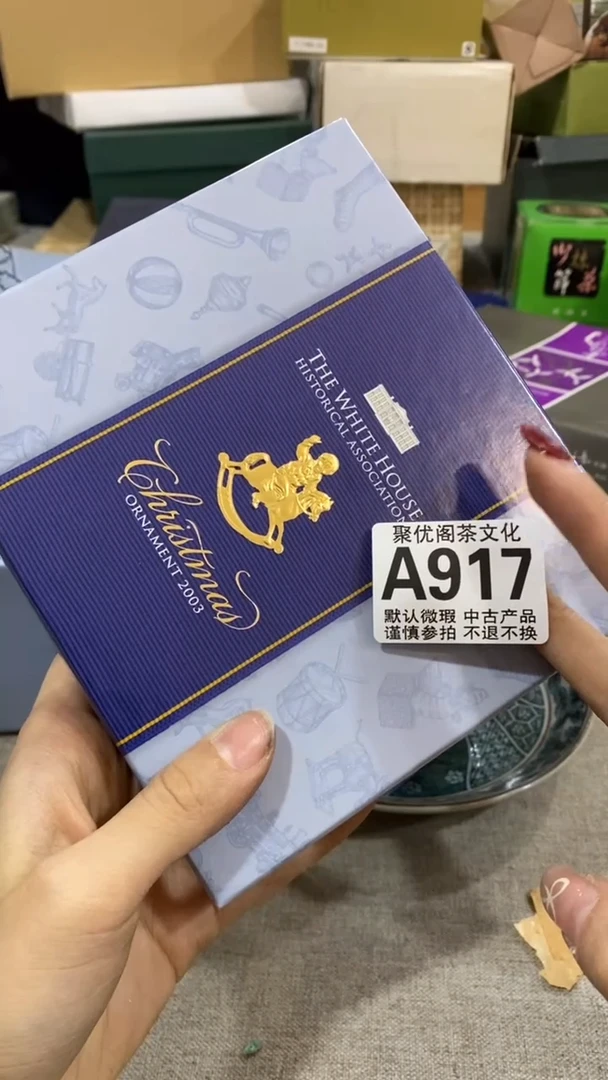 THE WHITE HOUSE
HISTORICAL ASSOCIATION
Christmas
ORNAMENT 2003
聚优阁茶文化
A917
默认微瑕 中古产品
谨慎参拍 不退不换